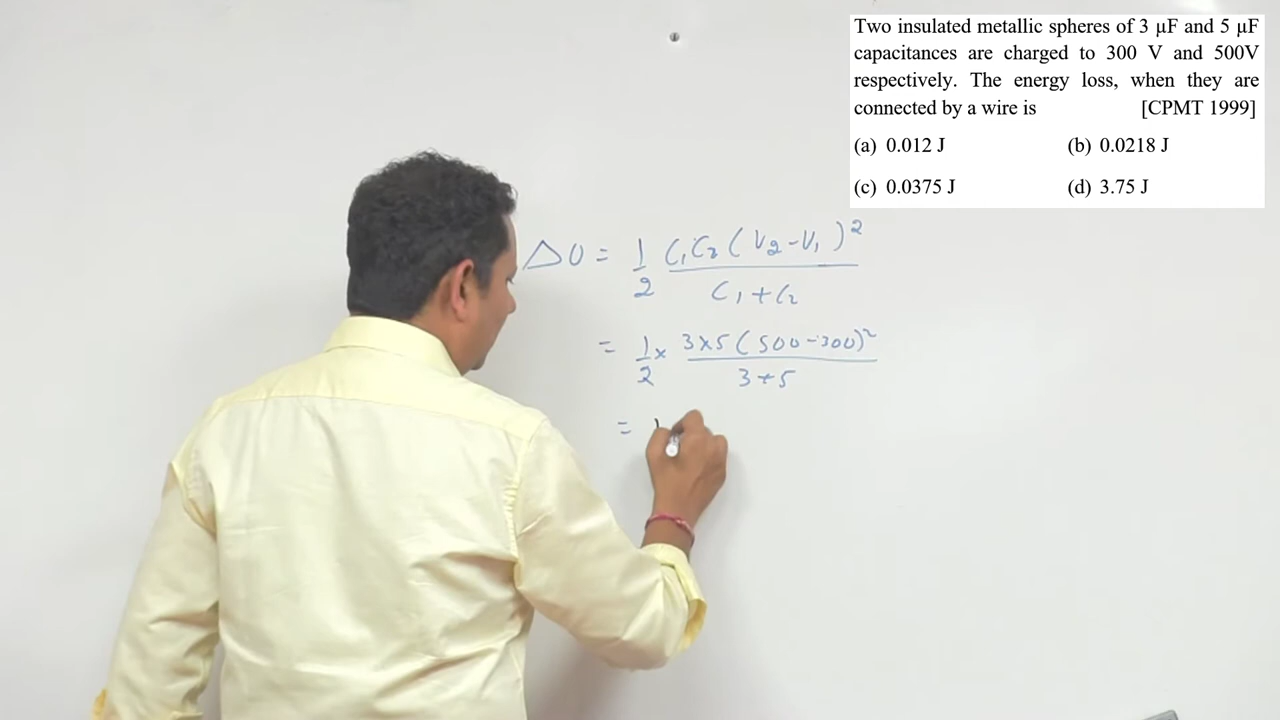 Two insulated metallic spheres of 3 µF and 5 µF
capacitances are charged to 300 V and 500V
respectively. The energy loss, when they are
connected by a wire is [CPMT 1999]
(a) 0.012 J (b) 0.0218 J
(c) 0.0375 J (d) 3.75 J
ΔU = 1/2 C₁C₂(V₂-V₁)²/C₁+C₂
= 1/2 × 3×5(500-300)²/3+5
=